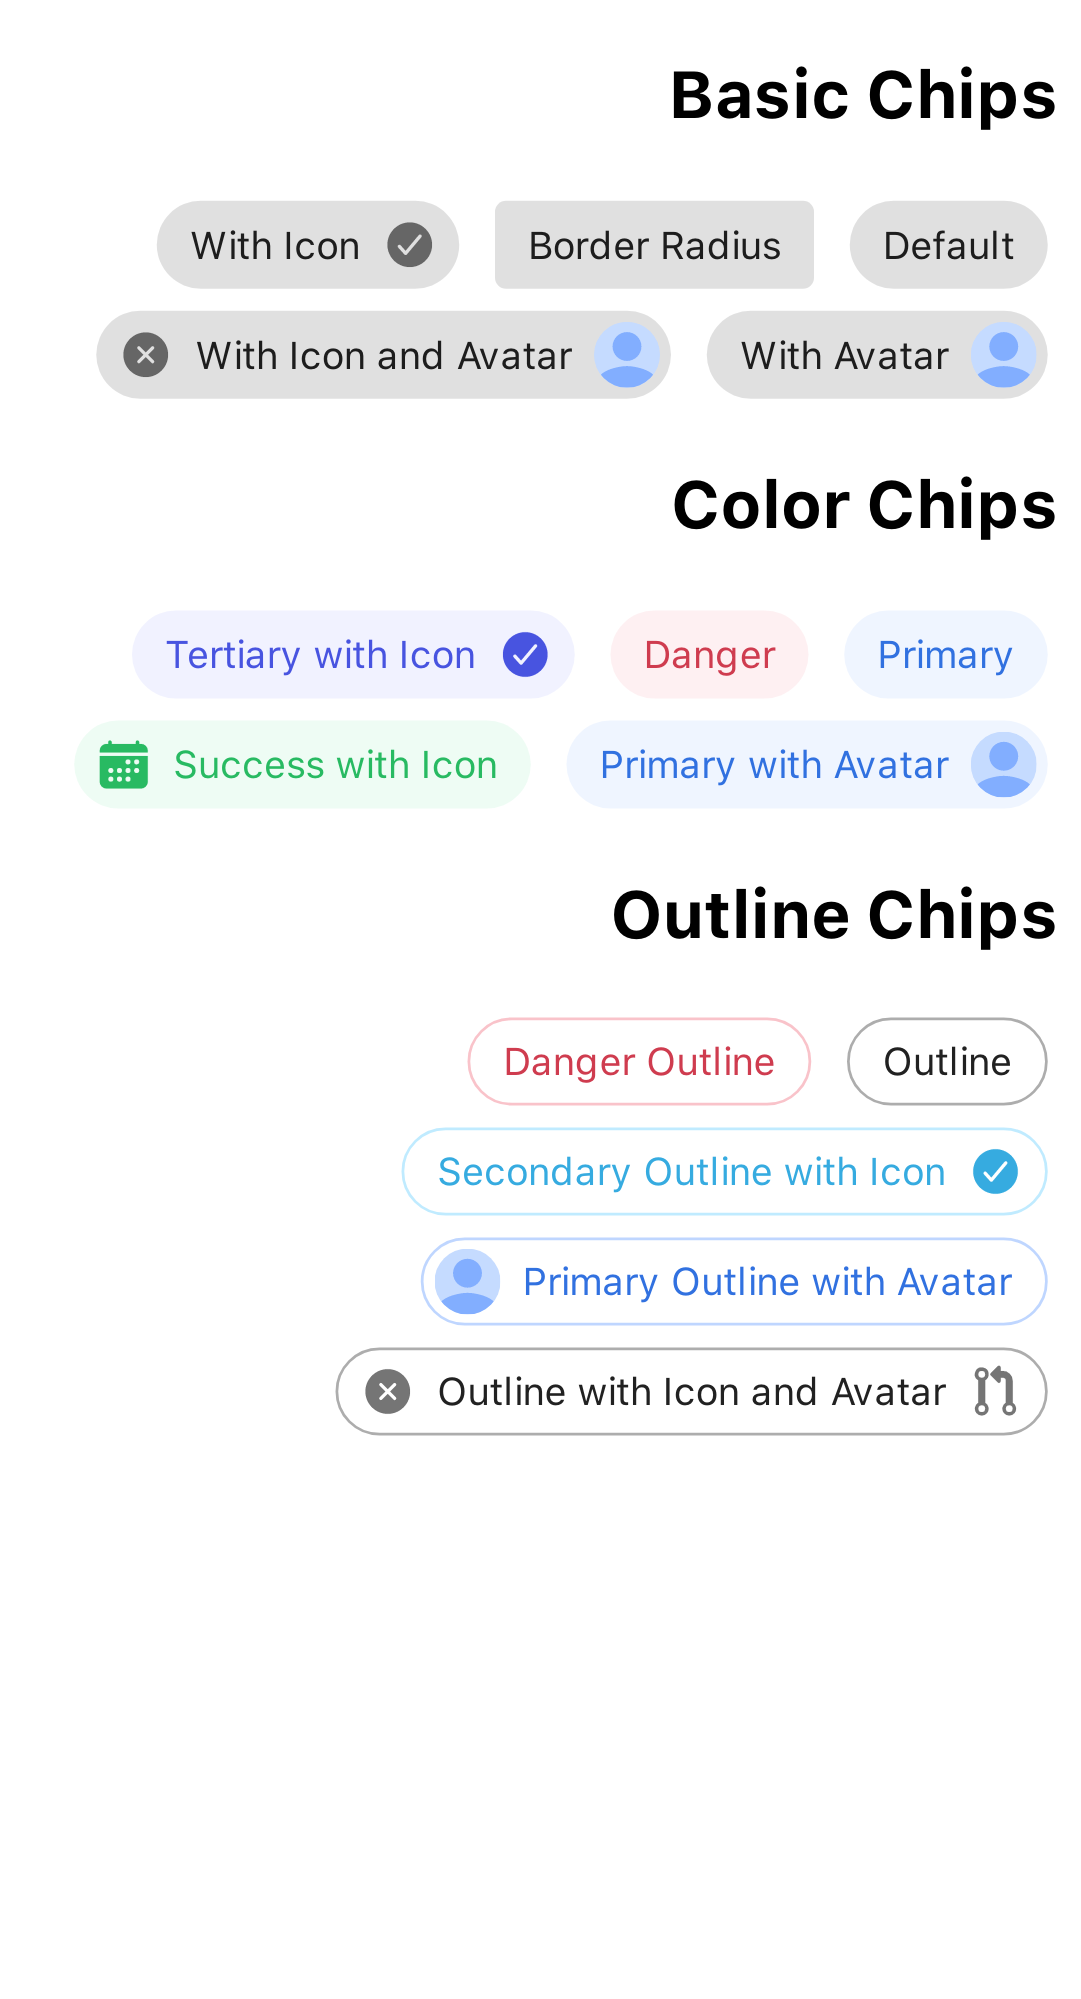 Basic Chips
With Icon Border Radius Default
With Icon and Avatar With Avatar
Color Chips
Tertiary with Icon Danger Primary
Success with Icon Primary with Avatar
Outline Chips
Danger Outline Outline
Secondary Outline with Icon
Primary Outline with Avatar
Outline with Icon and Avatar